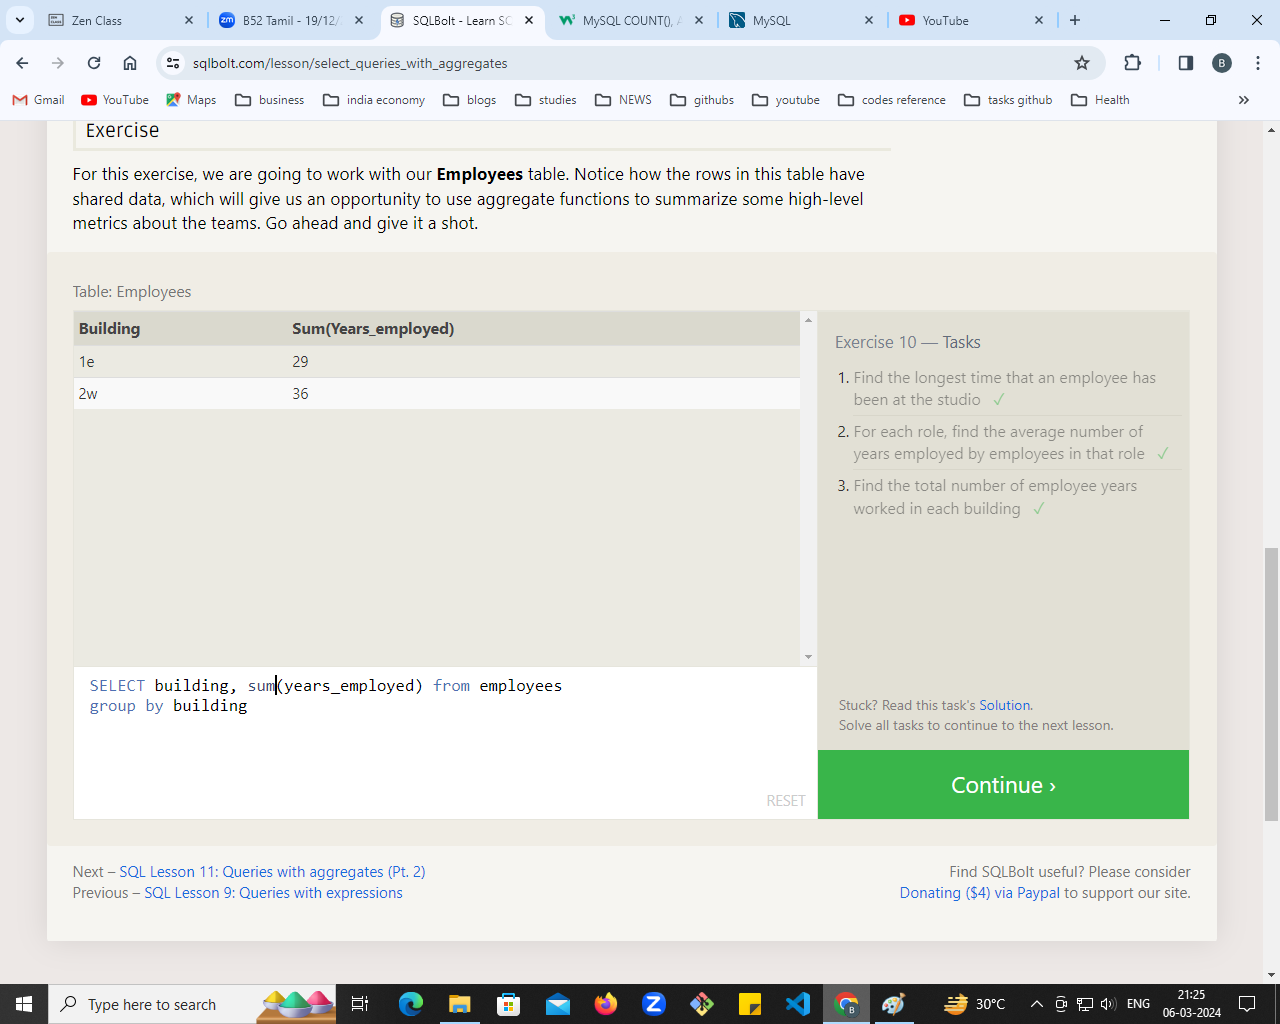 Zen Class
B52 Tamil - 19/12/
SQLBolt - Learn SQ
MySQL COUNT(),
MySQL
YouTube
sqlbolt.com/lesson/select_queries_with_aggregates
B
Gmail
YouTube
Maps
business
india economy
blogs
studies
NEWS
githubs
youtube
codes reference
tasks github
Health
»
Exercise
For this exercise, we are going to work with our Employees table. Notice how the rows in this table have
shared data, which will give us an opportunity to use aggregate functions to summarize some high-level
metrics about the teams. Go ahead and give it a shot.
Table: Employees
Building Sum(Years_employed)
1e 29
2w 36
Exercise 10 — Tasks
1. Find the longest time that an employee has
been at the studio ✓
2. For each role, find the average number of
years employed by employees in that role ✓
3. Find the total number of employee years
worked in each building ✓
SELECT building, sum(years_employed) from employees
group by building
RESET
Stuck? Read this task's Solution.
Solve all tasks to continue to the next lesson.
Continue ›
Next – SQL Lesson 11: Queries with aggregates (Pt. 2)
Previous – SQL Lesson 9: Queries with expressions
Find SQLBolt useful? Please consider
Donating ($4) via Paypal to support our site.
Type here to search
30°C
ENG
21:25
06-03-2024